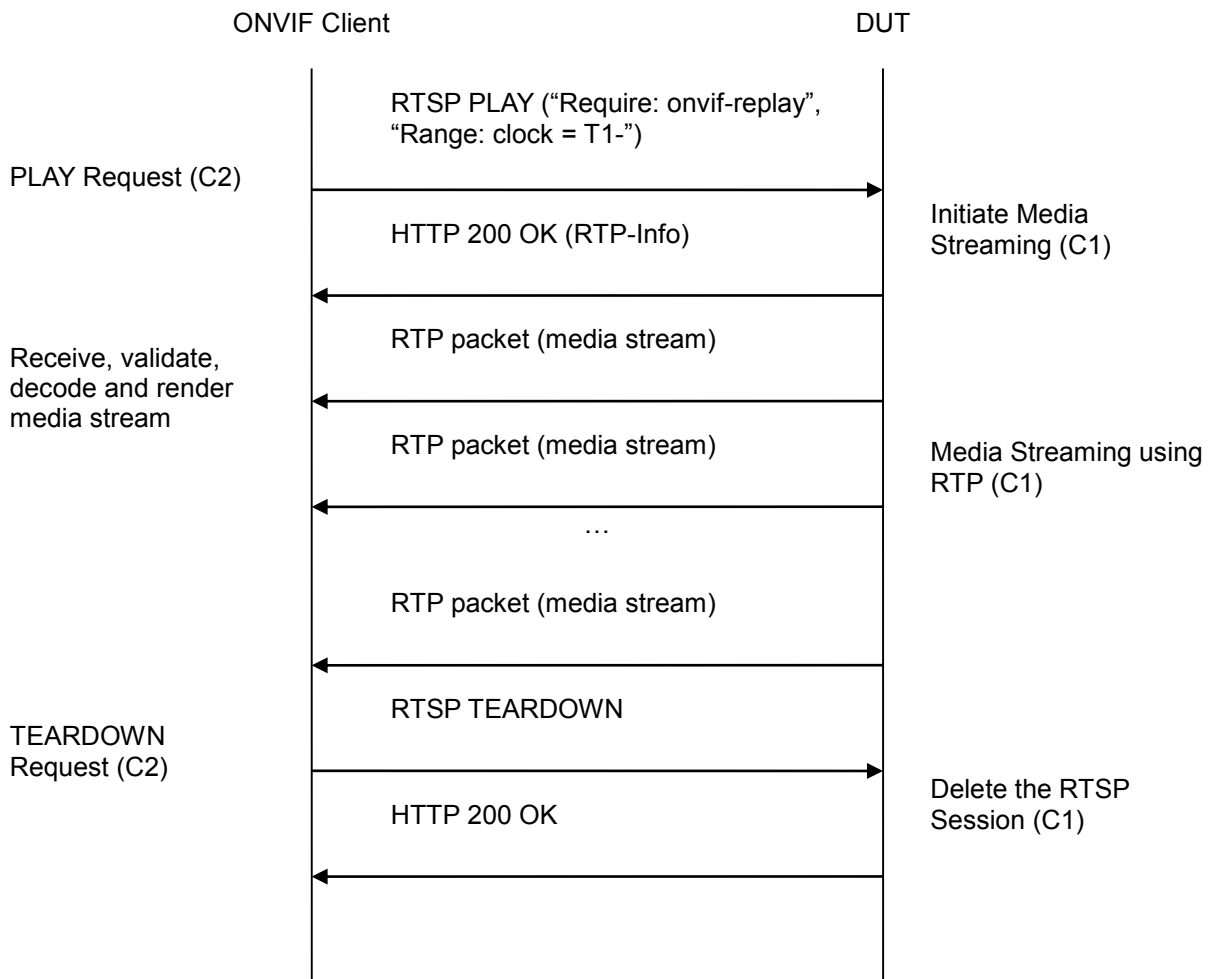 ONVIF Client
DUT
RTSP PLAY (“Require: onvif-replay”,
“Range: clock = T1-”)
PLAY Request (C2)
Initiate Media
Streaming (C1)
HTTP 200 OK (RTP-Info)
RTP packet (media stream)
Receive, validate,
decode and render
media stream
RTP packet (media stream)
Media Streaming using
RTP (C1)
…
RTP packet (media stream)
RTSP TEARDOWN
TEARDOWN
Request (C2)
Delete the RTSP
Session (C1)
HTTP 200 OK